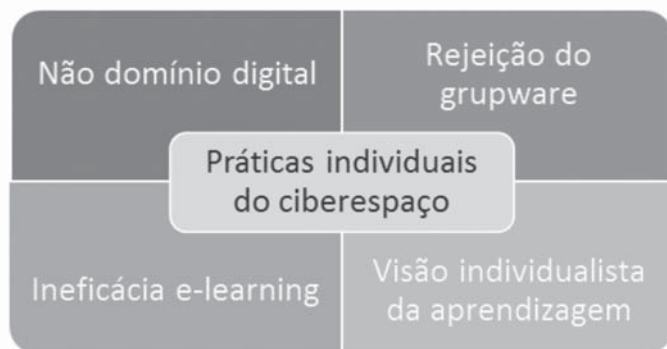 Não domínio digital
Rejeição do
grupware
Práticas individuais
do ciberespaço
Ineficácia e-learning
Visão individualista
da aprendizagem